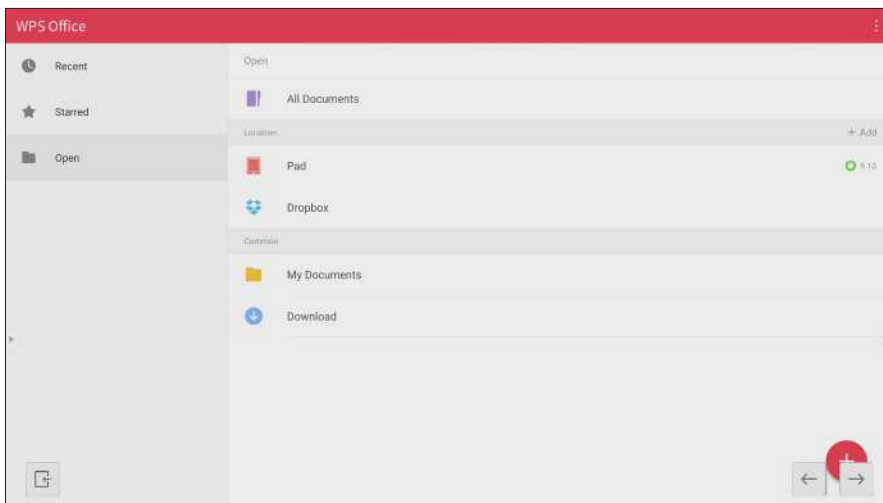 WPS Office
Recent
Starred
Open
Open
All Documents
Location
+ Add
Pad
Dropbox
Common
My Documents
Download